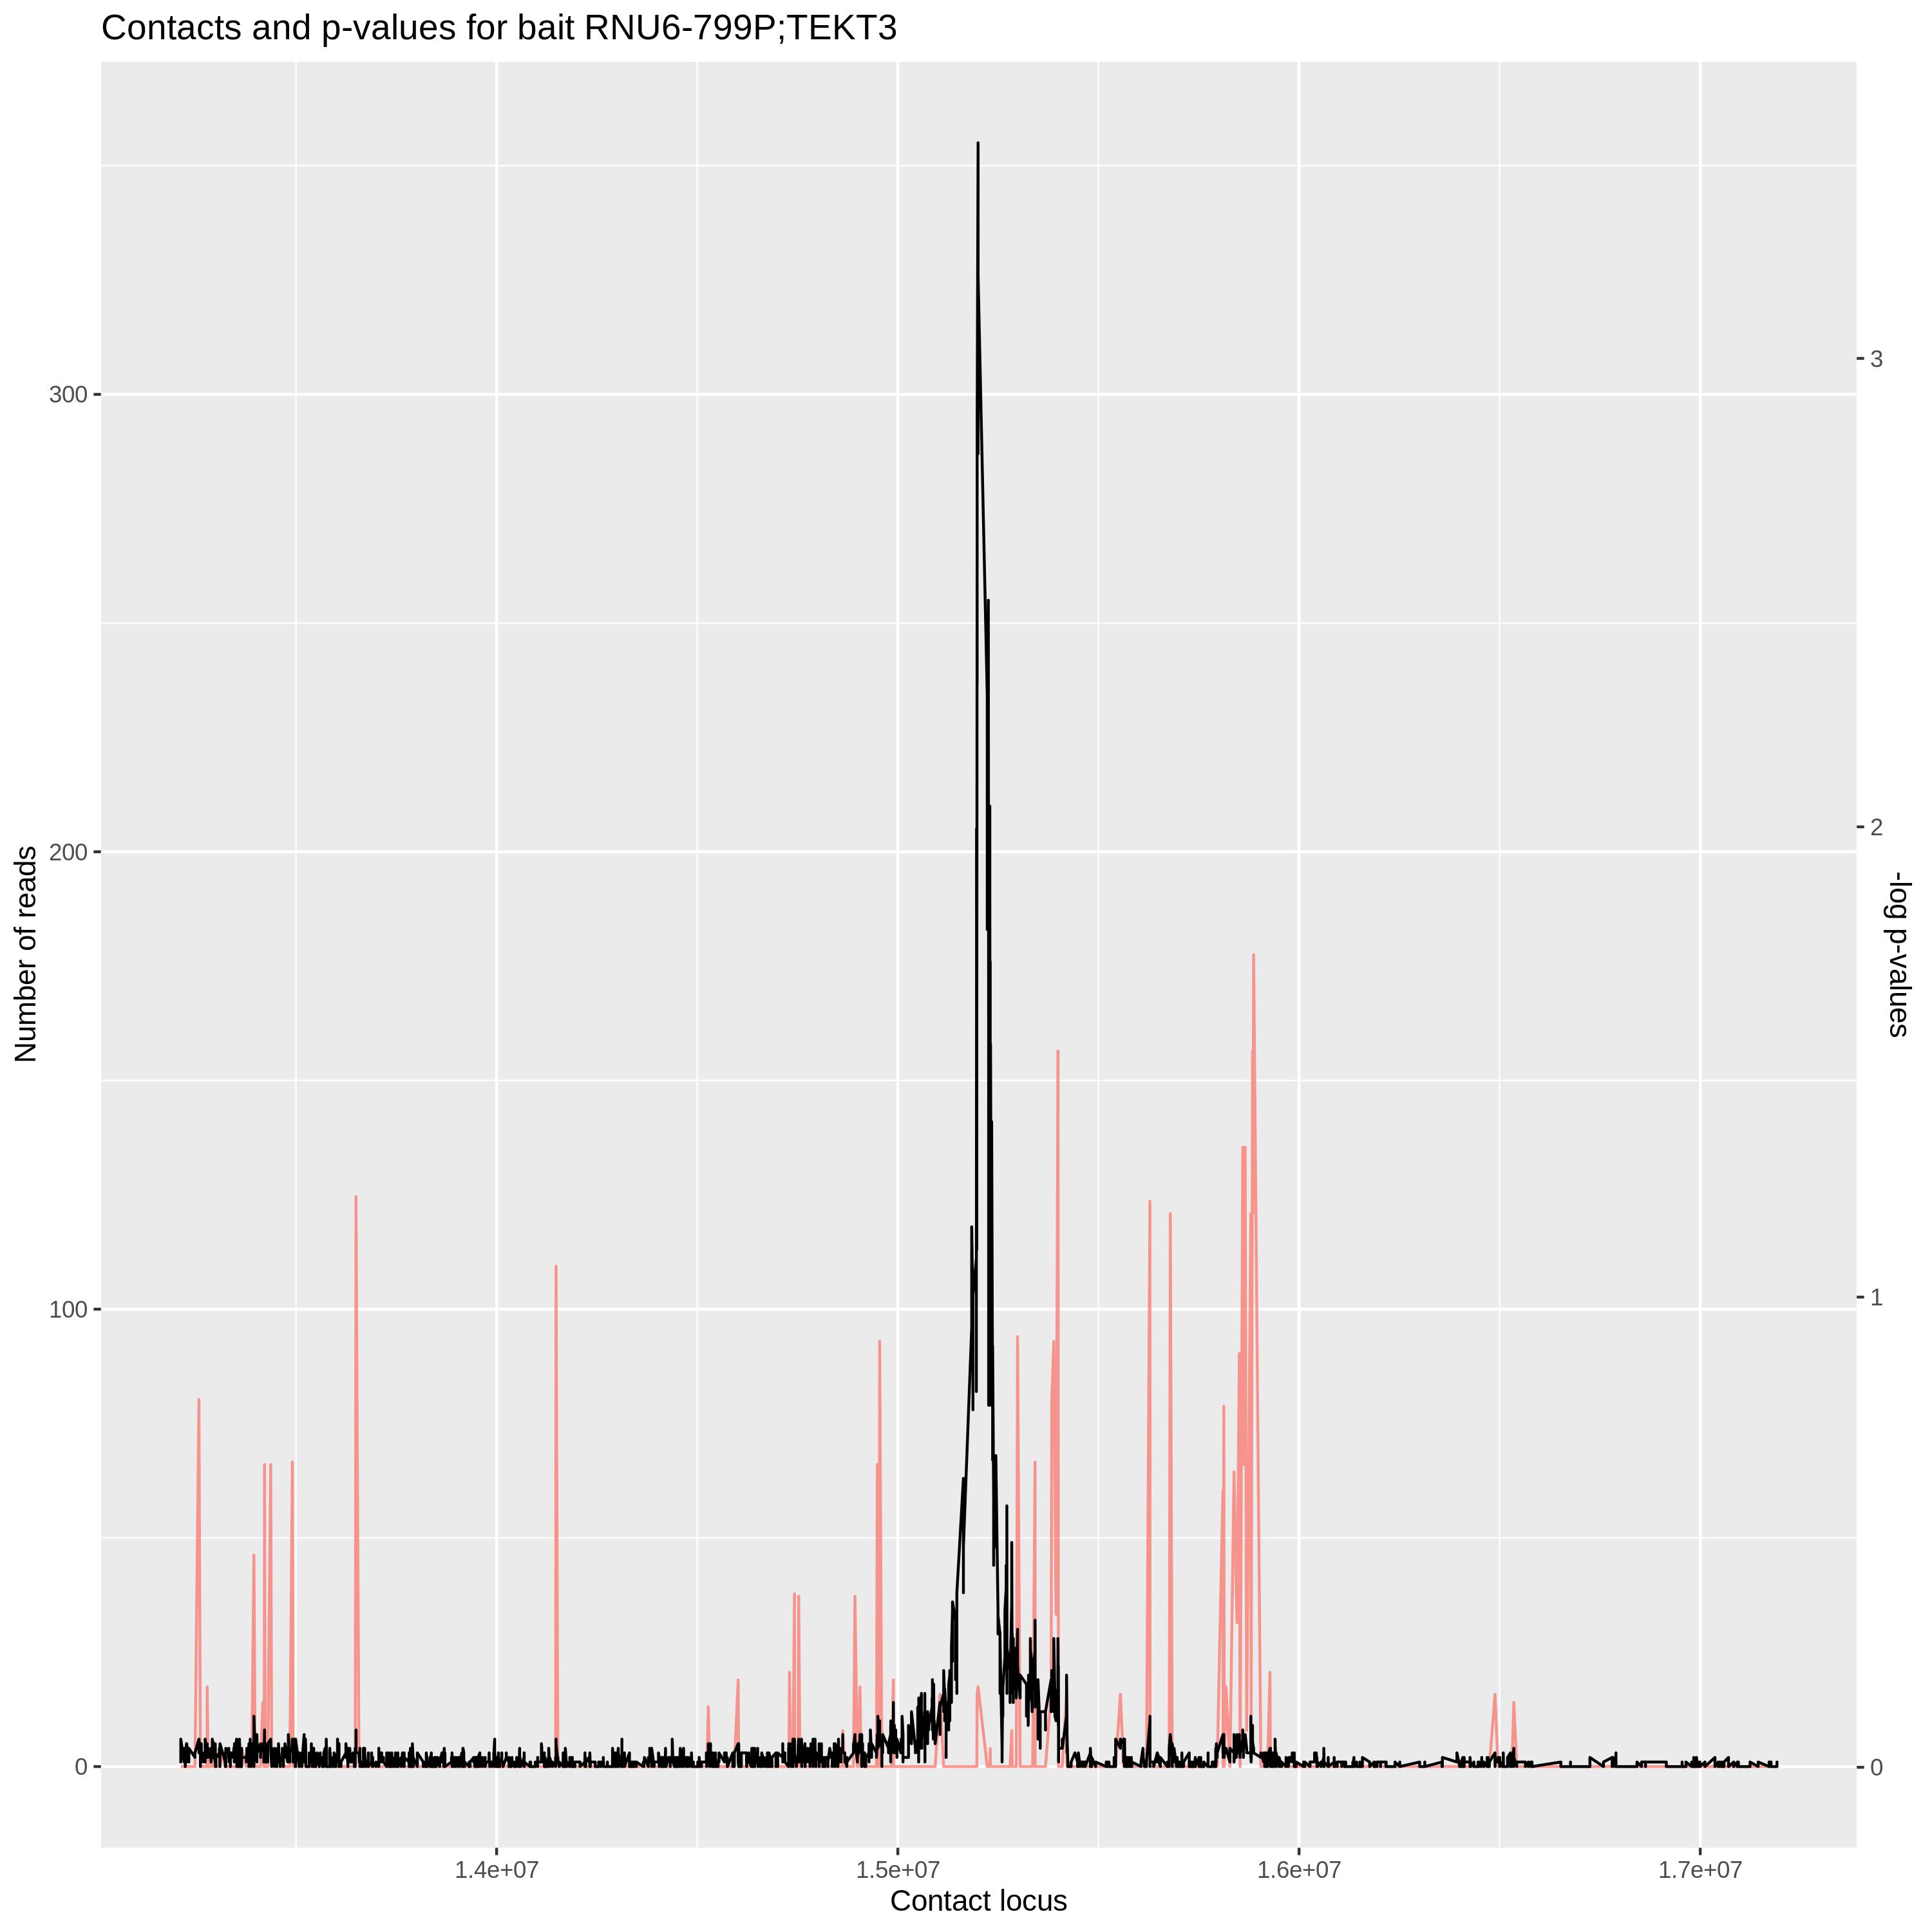 Contacts and p-values for bait RNU6-799P;TEKT3
Number of reads
300
200
100
0
3
2
1
0
-log p-values
1.4e+07
1.5e+07
1.6e+07
1.7e+07
Contact locus